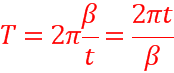 T = 2π β/t = 2πt/β